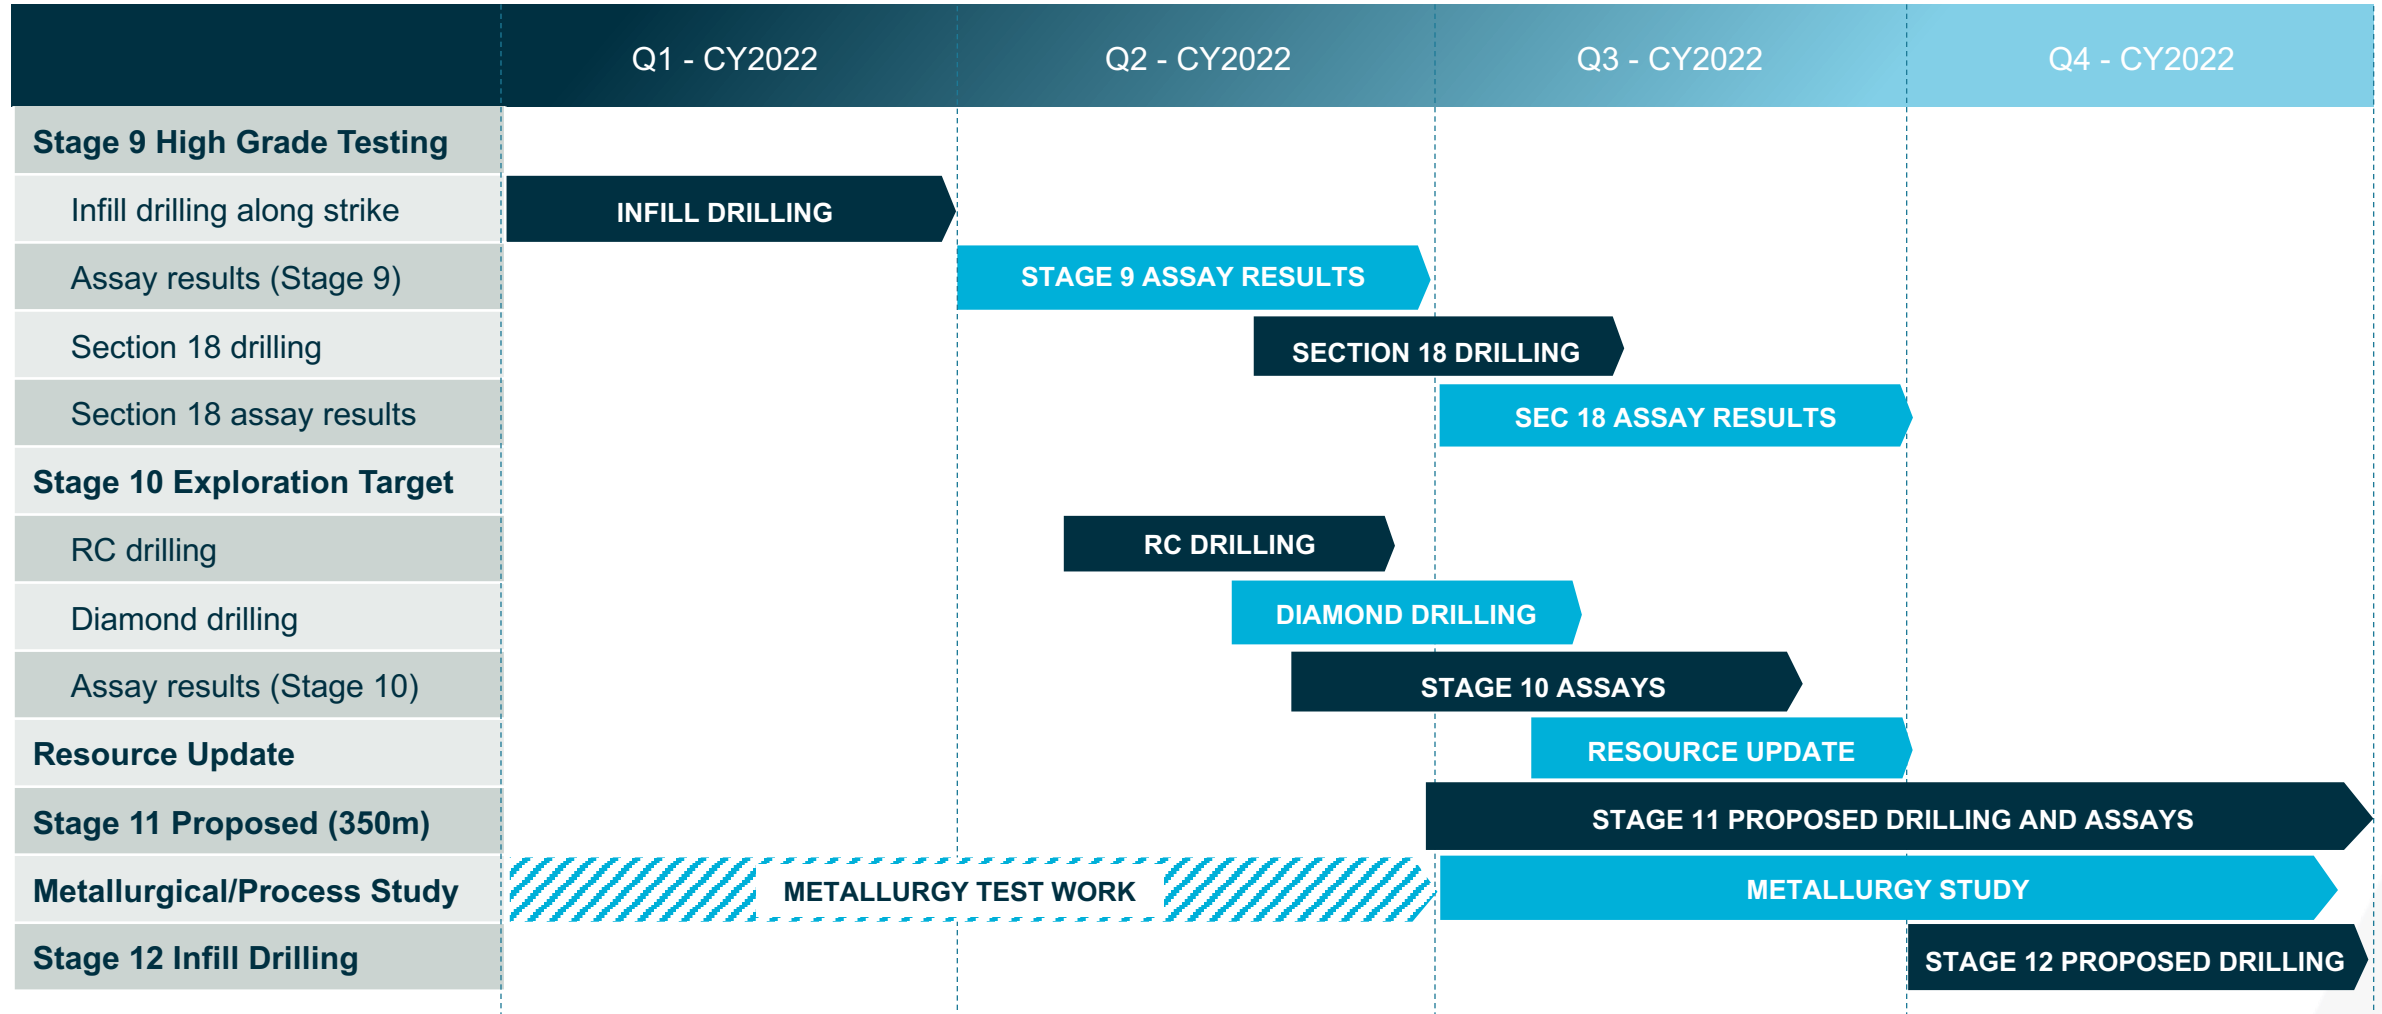 Q1 - CY2022
Q2 - CY2022
Q3 - CY2022
Q4 - CY2022
Stage 9 High Grade Testing
Infill drilling along strike
INFILL DRILLING
Assay results (Stage 9)
STAGE 9 ASSAY RESULTS
Section 18 drilling
SECTION 18 DRILLING
Section 18 assay results
SEC 18 ASSAY RESULTS
Stage 10 Exploration Target
RC drilling
RC DRILLING
Diamond drilling
DIAMOND DRILLING
Assay results (Stage 10)
STAGE 10 ASSAYS
Resource Update
RESOURCE UPDATE
Stage 11 Proposed (350m)
STAGE 11 PROPOSED DRILLING AND ASSAYS
Metallurgical/Process Study
METALLURGY TEST WORK
METALLURGY STUDY
Stage 12 Infill Drilling
STAGE 12 PROPOSED DRILLING